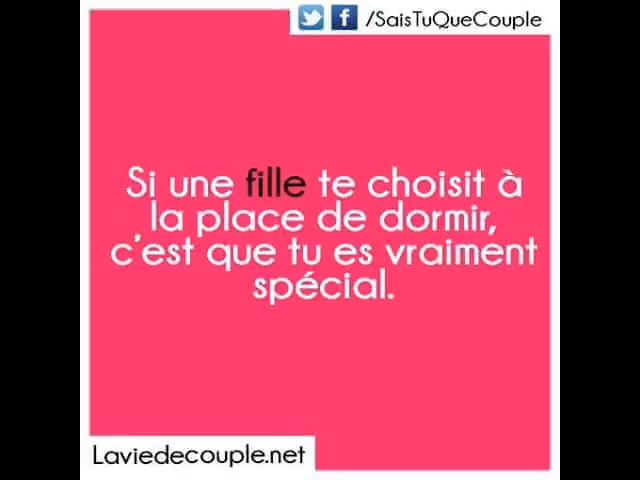 /SaisTuQueCouple
Si une fille te choisit à
la place de dormir,
c'est que tu es vraiment
spécial.
Laviedecouple.net